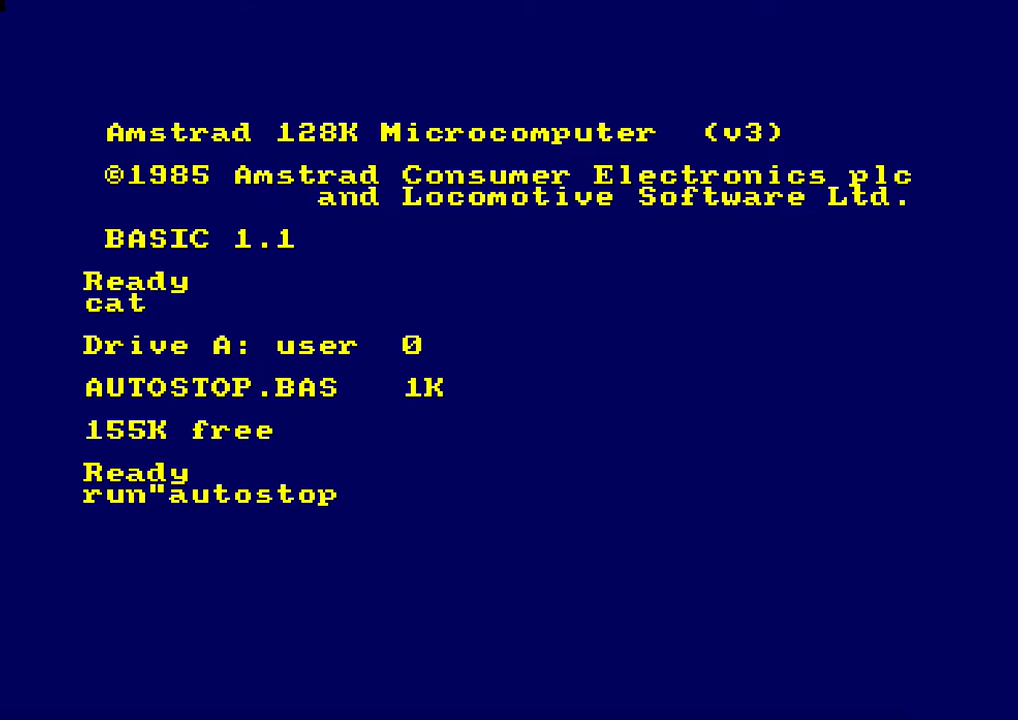 Amstrad 128K Microcomputer (v3)
©1985 Amstrad Consumer Electronics plc
and Locomotive Software Ltd.
BASIC 1.1
Ready
cat
Drive A: user 0
AUTOSTOP.BAS 1K
155K free
Ready
run"autostop